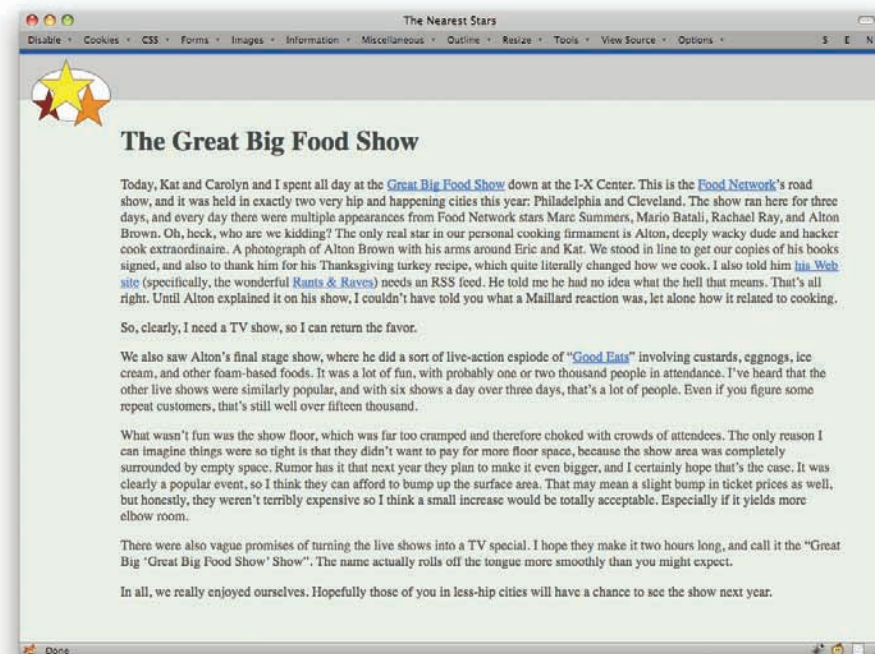 The Nearest Stars
Disable Cookies CSS Forms Images Information Miscellaneous Outline Resize Tools View Source Options S E N
The Great Big Food Show
Today, Kat and Carolyn and I spent all day at the Great Big Food Show down at the I-X Center. This is the Food Network's road
show, and it was held in exactly two very hip and happening cities this year: Philadelphia and Cleveland. The show ran here for three
days, and every day there were multiple appearances from Food Network stars Marc Summers, Mario Batali, Rachael Ray, and Alton
Brown. Oh, heck, who are we kidding? The only real star in our personal cooking firmament is Alton, deeply wacky dude and hacker
cook extraordinaire. A photograph of Alton Brown with his arms around Eric and Kat. We stood in line to get our copies of his books
signed, and also to thank him for his Thanksgiving turkey recipe, which quite literally changed how we cook. I also told him his Web
site (specifically, the wonderful Rants & Raves) needs an RSS feed. He told me he had no idea what the hell that means. That's all
right. Until Alton explained it on his show, I couldn't have told you what a Maillard reaction was, let alone how it related to cooking.
So, clearly, I need a TV show, so I can return the favor.
We also saw Alton's final stage show, where he did a sort of live-action espiode of “Good Eats” involving custards, eggnogs, ice
cream, and other foam-based foods. It was a lot of fun, with probably one or two thousand people in attendance. I've heard that the
other live shows were similarly popular, and with six shows a day over three days, that's a lot of people. Even if you figure some
repeat customers, that's still well over fifteen thousand.
What wasn't fun was the show floor, which was far too cramped and therefore choked with crowds of attendees. The only reason I
can imagine things were so tight is that they didn't want to pay for more floor space, because the show area was completely
surrounded by empty space. Rumor has it that next year they plan to make it even bigger, and I certainly hope that's the case. It was
clearly a popular event, so I think they can afford to bump up the surface area. That may mean a slight bump in ticket prices as well,
but honestly, they weren't terribly expensive so I think a small increase would be totally acceptable. Especially if it yields more
elbow room.
There were also vague promises of turning the live shows into a TV special. I hope they make it two hours long, and call it the “Great
Big ‘Great Big Food Show’ Show”. The name actually rolls off the tongue more smoothly than you might expect.
In all, we really enjoyed ourselves. Hopefully those of you in less-hip cities will have a chance to see the show next year.
Done